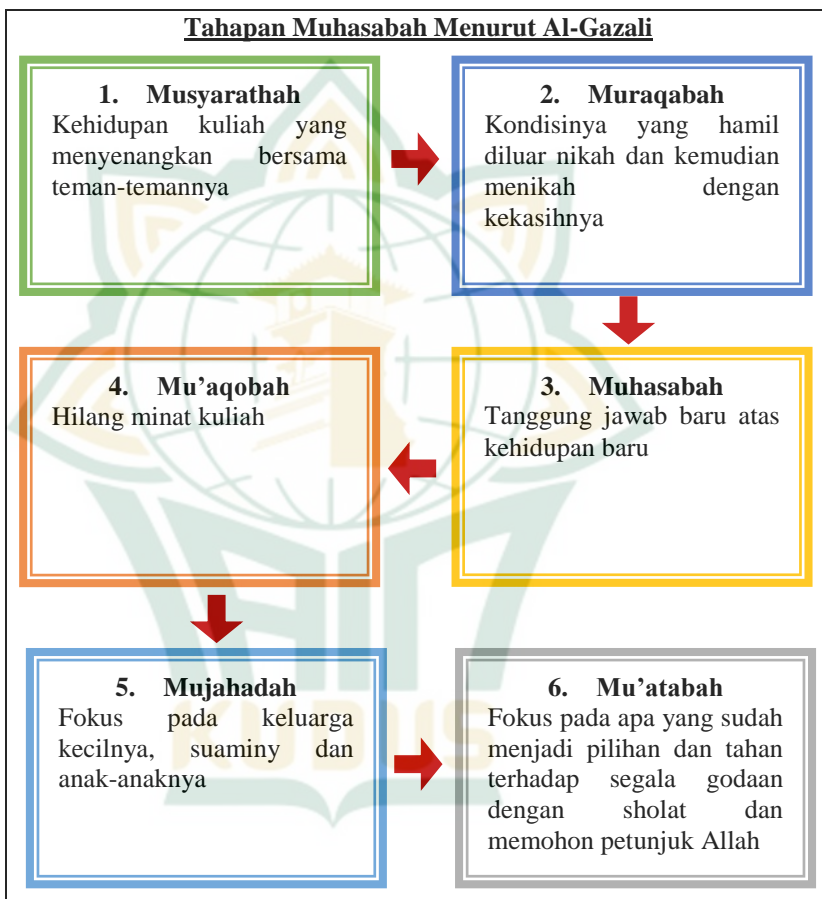 Tahapan Muhasabah Menurut Al-Gazali
1. Musyarathah
Kehidupan kuliah yang
menyenangkan bersama
teman-temannya
2. Muraqabah
Kondisinya yang hamil
diluar nikah dan kemudian
menikah dengan
kekasihnya
3. Muhasabah
Tanggung jawab baru atas
kehidupan baru
4. Mu’aqobah
Hilang minat kuliah
5. Mujahadah
Fokus pada keluarga
kecilnya, suaminy dan
anak-anaknya
6. Mu’atabah
Fokus pada apa yang sudah
menjadi pilihan dan tahan
terhadap segala godaan
dengan sholat dan
memohon petunjuk Allah
KUDUS